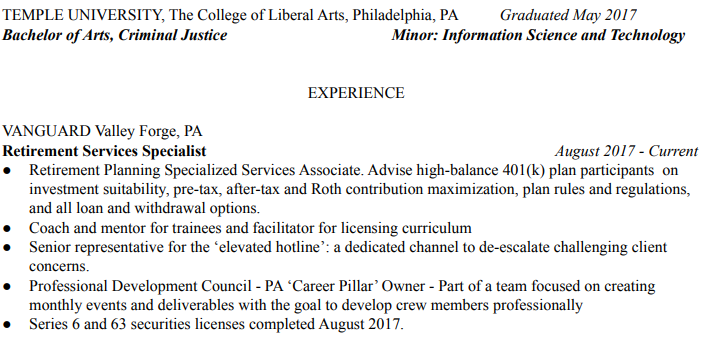 TEMPLE UNIVERSITY, The College of Liberal Arts, Philadelphia, PA Graduated May 2017
Bachelor of Arts, Criminal Justice Minor: Information Science and Technology
EXPERIENCE
VANGUARD Valley Forge, PA
Retirement Services Specialist August 2017 - Current
● Retirement Planning Specialized Services Associate. Advise high-balance 401(k) plan participants on
investment suitability, pre-tax, after-tax and Roth contribution maximization, plan rules and regulations,
and all loan and withdrawal options.
● Coach and mentor for trainees and facilitator for licensing curriculum
● Senior representative for the ‘elevated hotline’: a dedicated channel to de-escalate challenging client
concerns.
● Professional Development Council - PA ‘Career Pillar’ Owner - Part of a team focused on creating
monthly events and deliverables with the goal to develop crew members professionally
● Series 6 and 63 securities licenses completed August 2017.